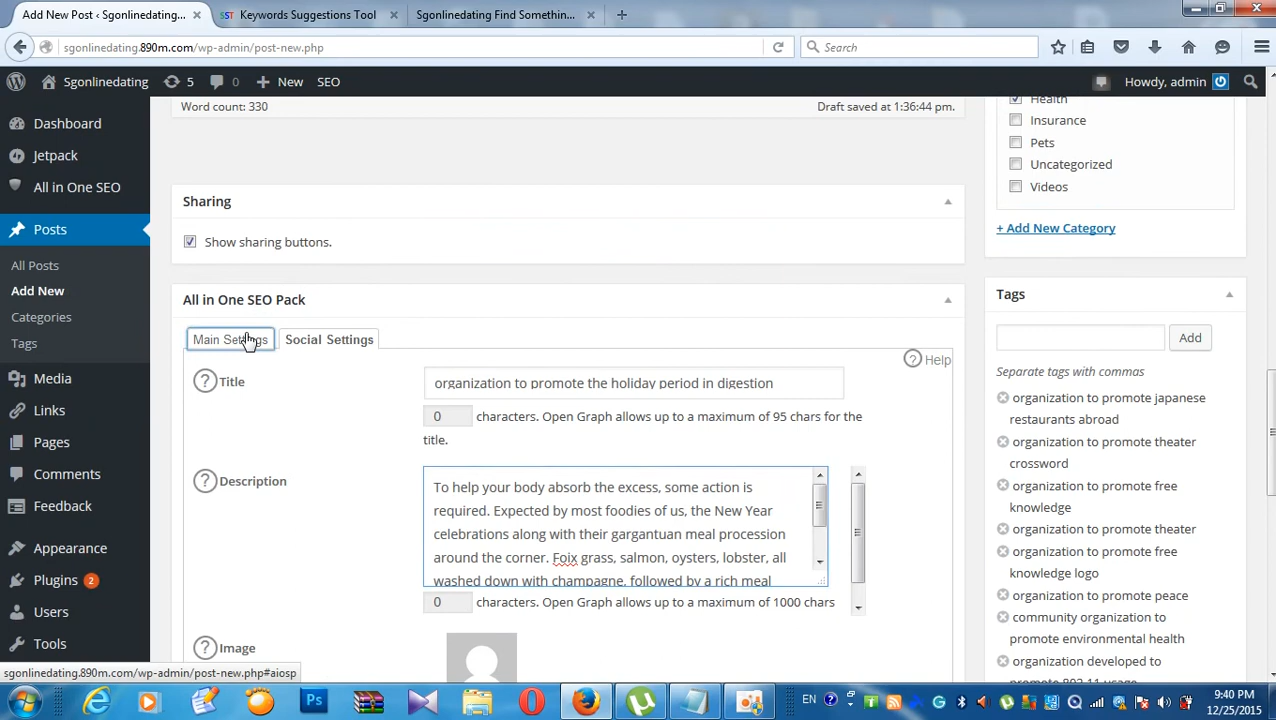 Add New Post ‹ Sgonlinedating...
Keywords Suggestions Tool
Sgonlinedating Find Somethin...
sgonlinedating.890m.com/wp-admin/post-new.php
Search
Sgonlinedating
5
0
New
SEO
Howdy, admin
Dashboard
Jetpack
All in One SEO
Posts
All Posts
Add New
Categories
Tags
Media
Links
Pages
Comments
Feedback
Appearance
Plugins 2
Users
Tools
Word count: 330
Draft saved at 1:36:44 pm.
Sharing
Show sharing buttons.
All in One SEO Pack
Main Settings
Social Settings
Help
Title
organization to promote the holiday period in digestion
0 characters. Open Graph allows up to a maximum of 95 chars for the
title.
Description
To help your body absorb the excess, some action is
required. Expected by most foodies of us, the New Year
celebrations along with their gargantuan meal procession
around the corner. Foix grass, salmon, oysters, lobster, all
washed down with champagne, followed by a rich meal
0 characters. Open Graph allows up to a maximum of 1000 chars
Image
Health
Insurance
Pets
Uncategorized
Videos
+ Add New Category
Tags
Add
Separate tags with commas
organization to promote japanese
restaurants abroad
organization to promote theater
crossword
organization to promote free
knowledge
organization to promote theater
organization to promote free
knowledge logo
organization to promote peace
community organization to
promote environmental health
organization developed to
promote 802.11 usage
sgonlinedating.890m.com/wp-admin/post-new.php#aiosp
EN
9:40 PM
12/25/2015